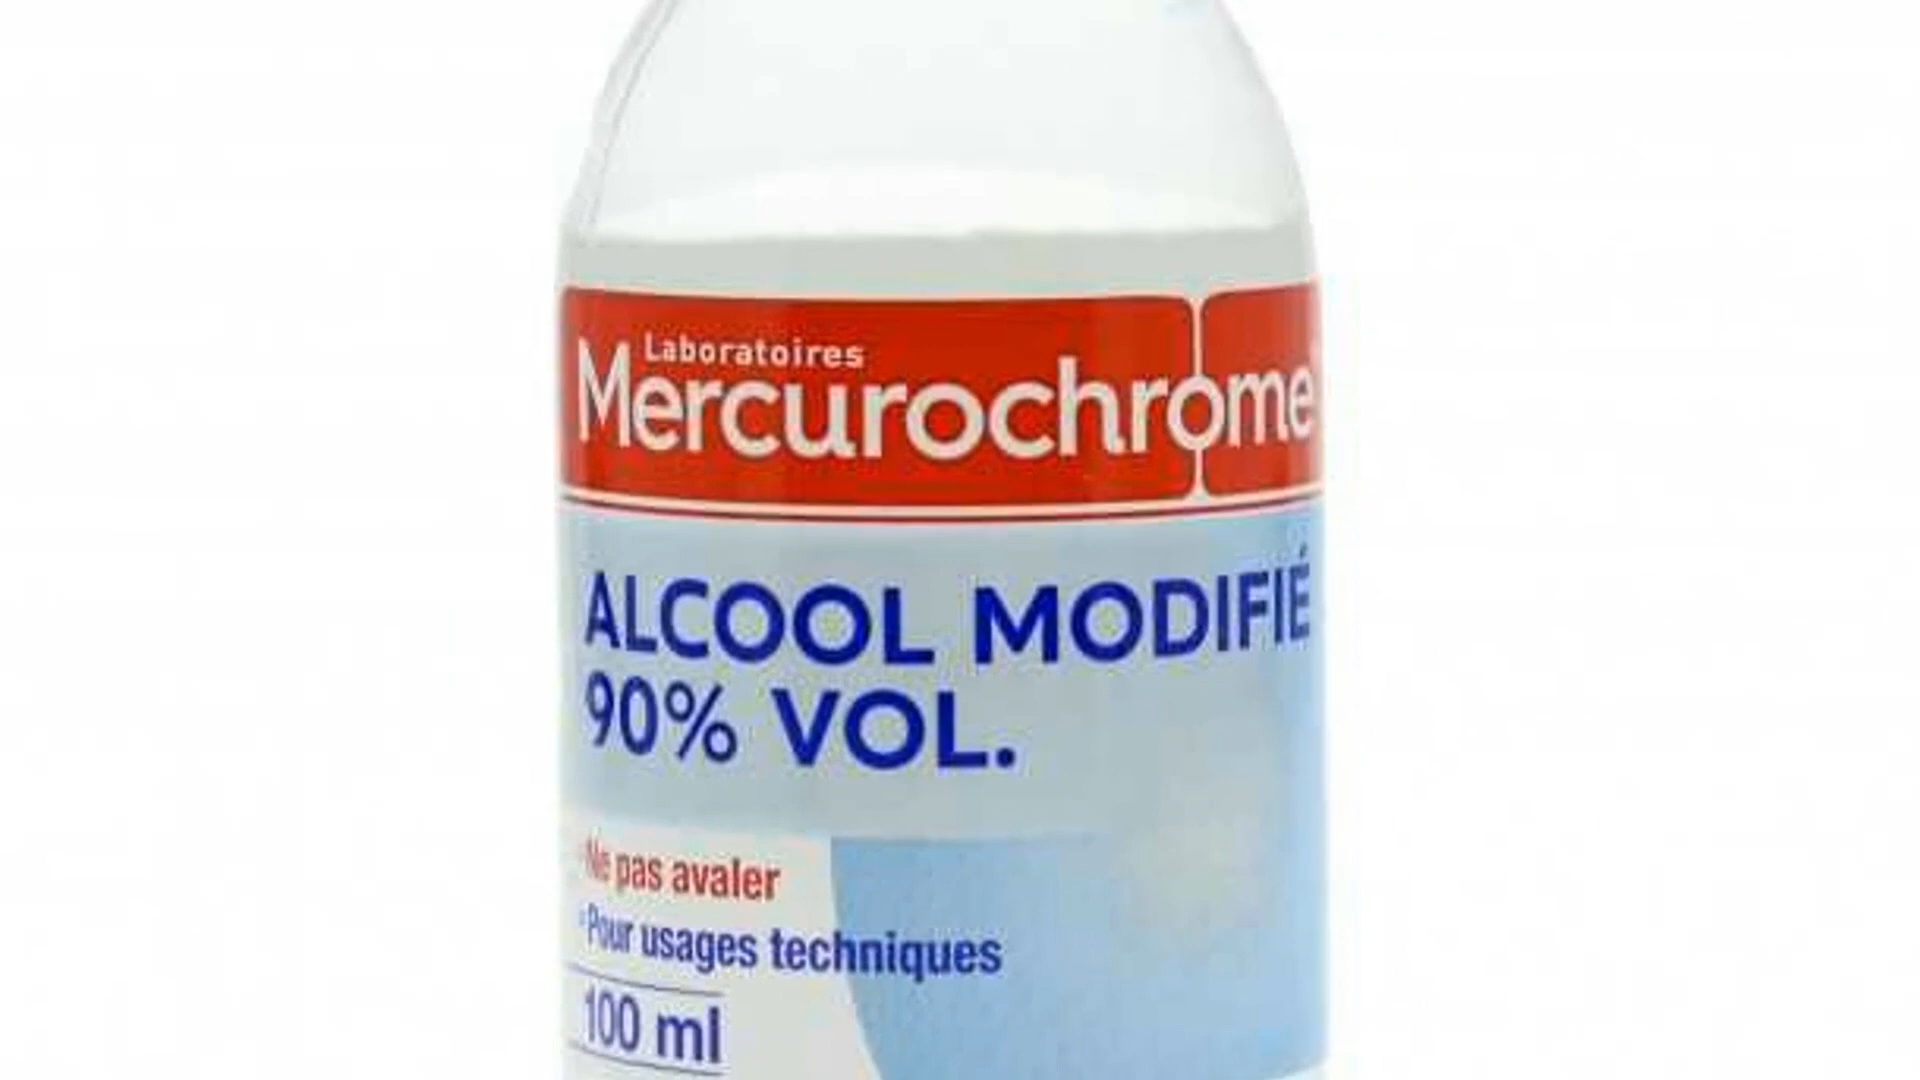 Laboratoires
Mercurochrome
ALCOOL MODIFIÉ
90% VOL.
Ne pas avaler
Pour usages techniques
100 ml